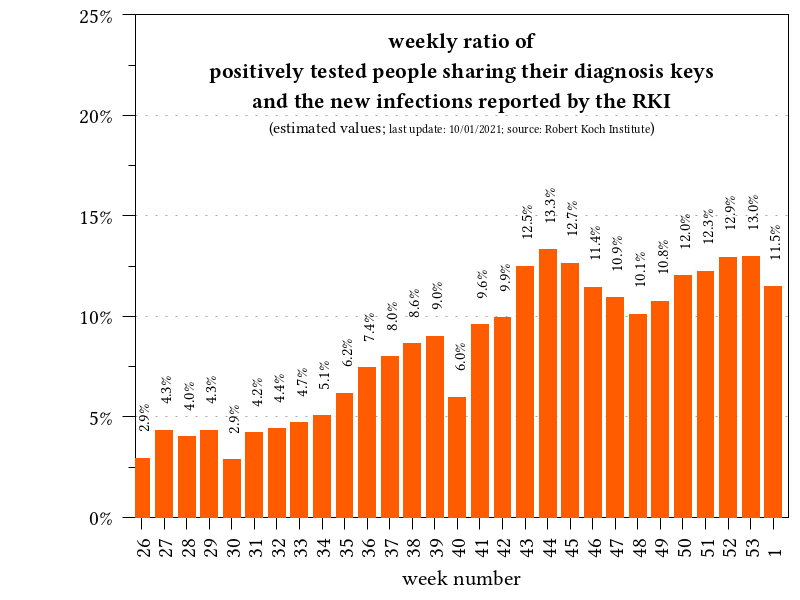 weekly ratio of
positively tested people sharing their diagnosis keys
and the new infections reported by the RKI
(estimated values; last update: 10/01/2021; source: Robert Koch Institute)
25%
20%
15%
10%
5%
0%
2.9% 4.3% 4.0% 4.3% 2.9% 4.2% 4.4% 4.7% 5.1% 6.2% 7.4% 8.0% 8.6% 9.0% 6.0% 9.6% 9.9% 12.5% 13.3% 12.7% 11.4% 10.9% 10.1% 10.8% 12.0% 12.3% 12.9% 13.0% 11.5%
26 27 28 29 30 31 32 33 34 35 36 37 38 39 40 41 42 43 44 45 46 47 48 49 50 51 52 53 1
week number